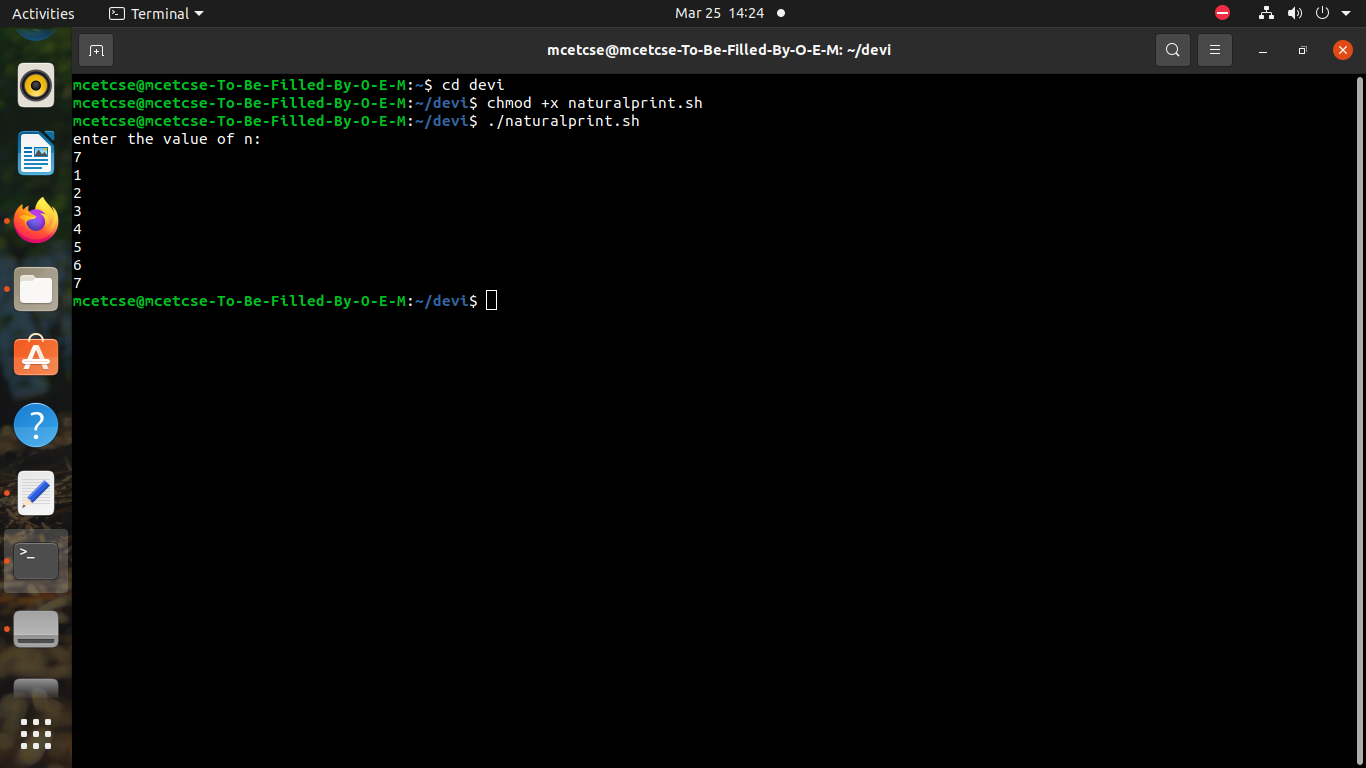 Activities Terminal Mar 25 14:24
mcetcse@mcetcse-To-Be-Filled-By-O-E-M: ~/devi
mcetcse@mcetcse-To-Be-Filled-By-O-E-M:~$ cd devi
mcetcse@mcetcse-To-Be-Filled-By-O-E-M:~/devi$ chmod +x naturalprint.sh
mcetcse@mcetcse-To-Be-Filled-By-O-E-M:~/devi$ ./naturalprint.sh
enter the value of n:
7
1
2
3
4
5
6
7
mcetcse@mcetcse-To-Be-Filled-By-O-E-M:~/devi$